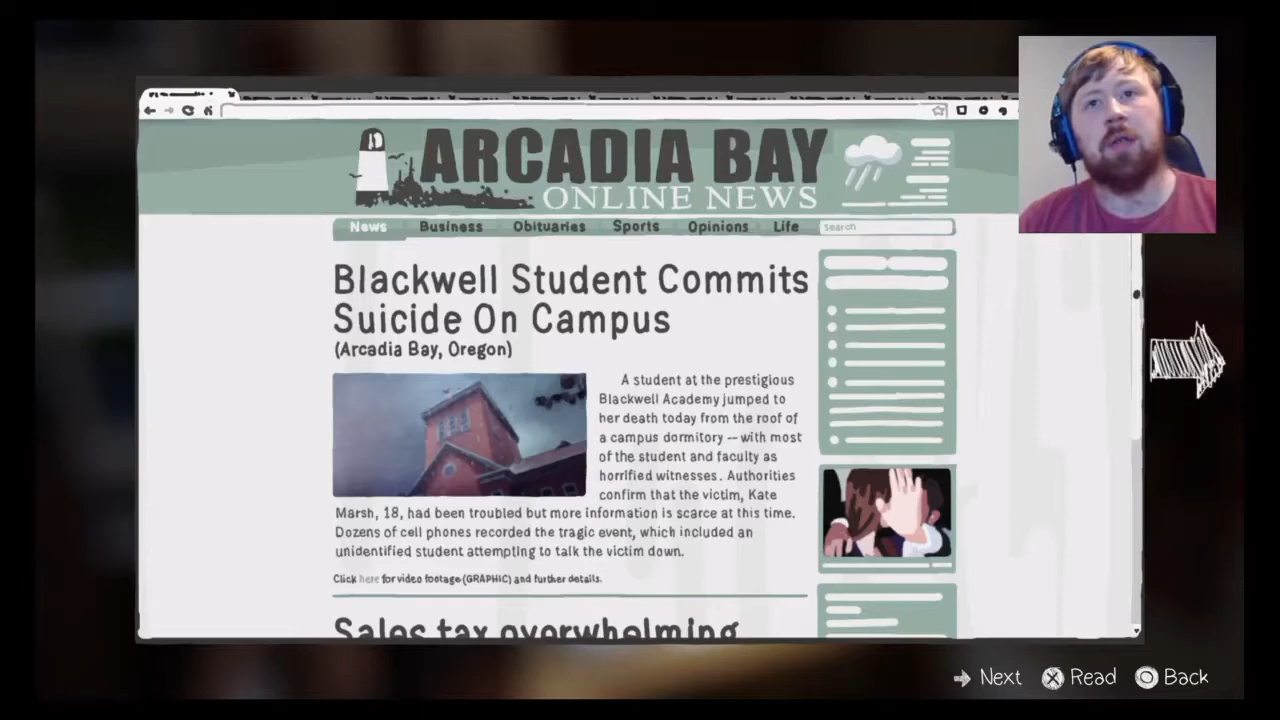 ARCADIA BAY
ONLINE NEWS
News Business Obituaries Sports Opinions Life Search
Blackwell Student Commits
Suicide On Campus
(Arcadia Bay, Oregon)
A student at the prestigious
Blackwell Academy jumped to
her death today from the roof of
a campus dormitory -- with most
of the student and faculty as
horrified witnesses. Authorities
confirm that the victim, Kate
Marsh, 18, had been troubled but more information is scarce at this time.
Dozens of cell phones recorded the tragic event, which included an
unidentified student attempting to talk the victim down.
Click here for video footage (GRAPHIC) and further details.
Sales tax overwhelming
Next Read Back